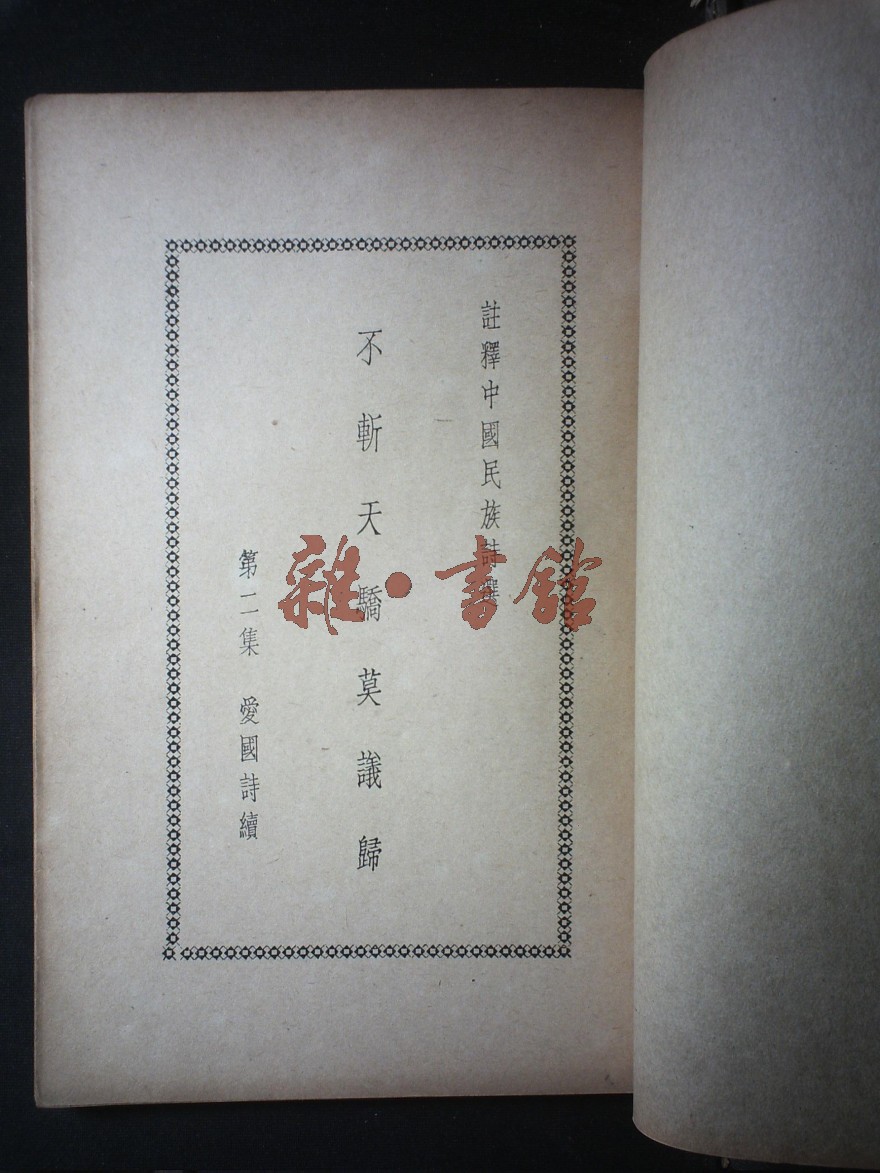 註釋中國民族詩選
不斬天驕莫議歸
第二集 愛國詩續
雜·書館